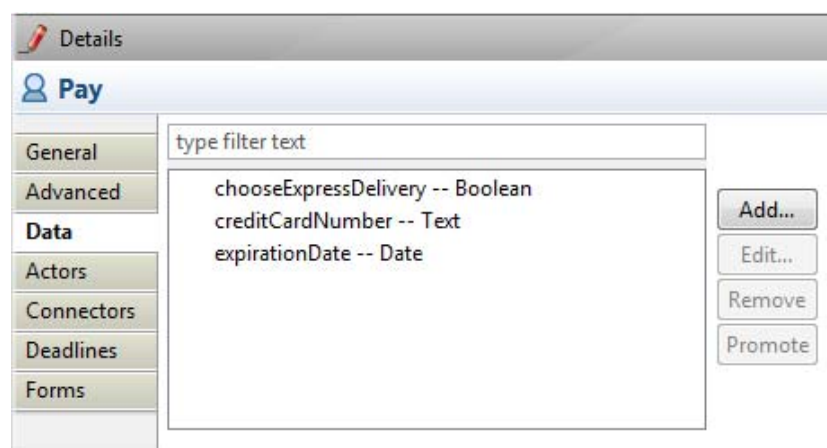 Details
Pay
General
Advanced
Data
Actors
Connectors
Deadlines
Forms
type filter text
chooseExpressDelivery -- Boolean
creditCardNumber -- Text
expirationDate -- Date
Add...
Edit...
Remove
Promote